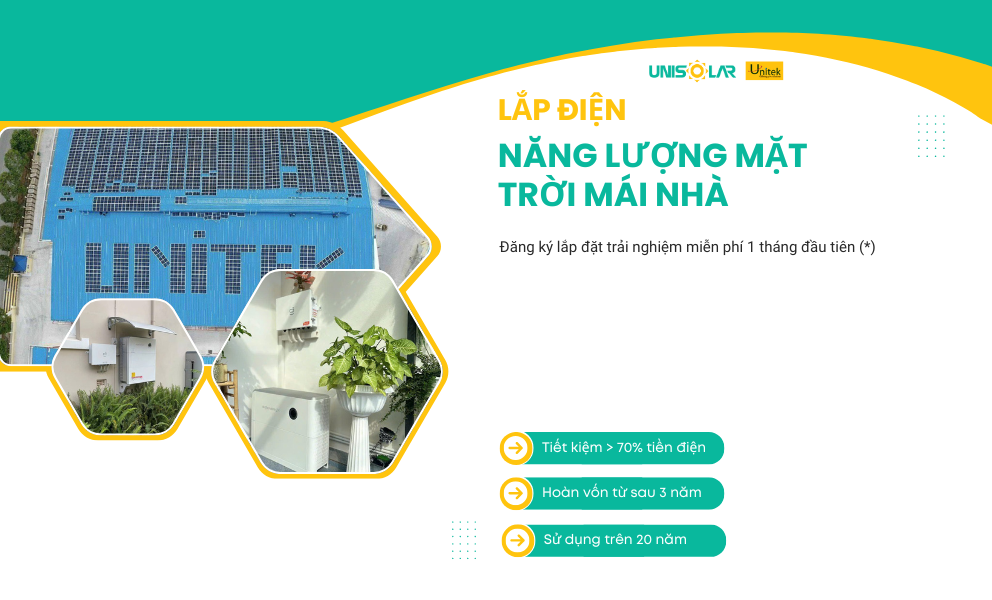 UNISOLAR Unitek
LẮP ĐIỆN
NĂNG LƯỢNG MẶT
TRỜI MÁI NHÀ
Đăng ký lắp đặt trải nghiệm miễn phí 1 tháng đầu tiên (*)
UNITEK
Tiết kiệm > 70% tiền điện
Hoàn vốn từ sau 3 năm
Sử dụng trên 20 năm